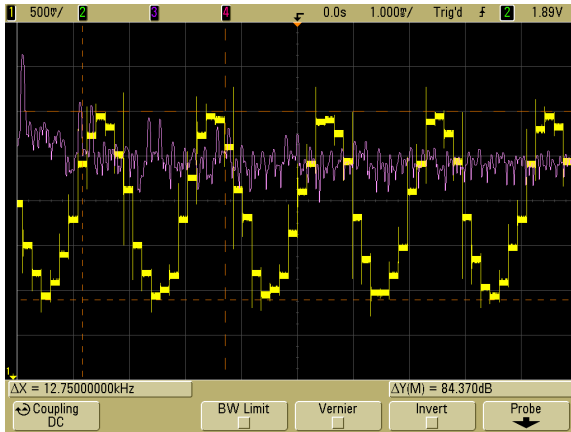 1 500mV/ 2 3 4 0.0s 1.000ms/ Trig'd 2 1.89V
1
ΔX = 12.75000000kHz ΔY(M) = 84.370dB
Coupling BW Limit Vernier Invert Probe
DC